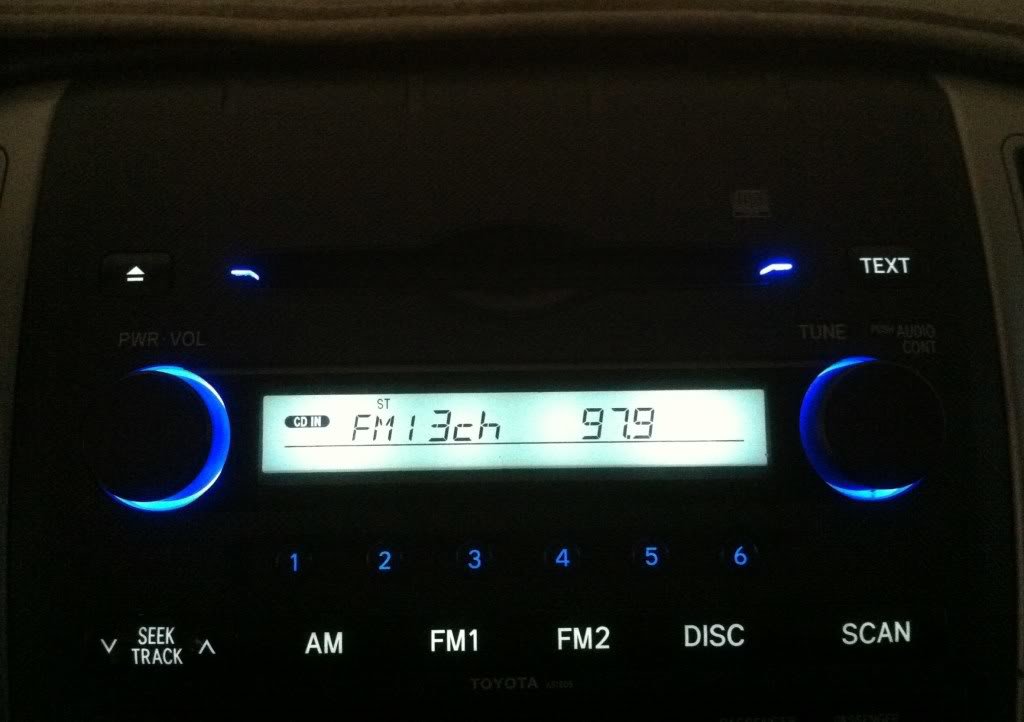 TEXT
PWR·VOL
TUNE
PUSH AUDIO
CONT
ST
CD IN FM1 3ch 97.9
1 2 3 4 5 6
SEEK
TRACK
AM FM1 FM2 DISC SCAN
TOYOTA